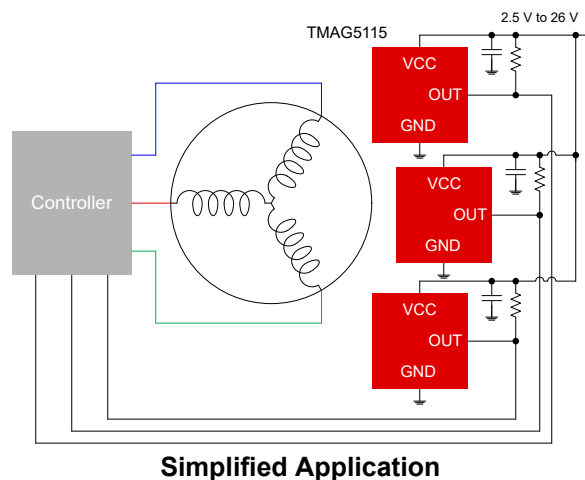 2.5 V to 26 V
TMAG5115
VCC
OUT
GND
VCC
OUT
GND
VCC
OUT
GND
Controller
Simplified Application